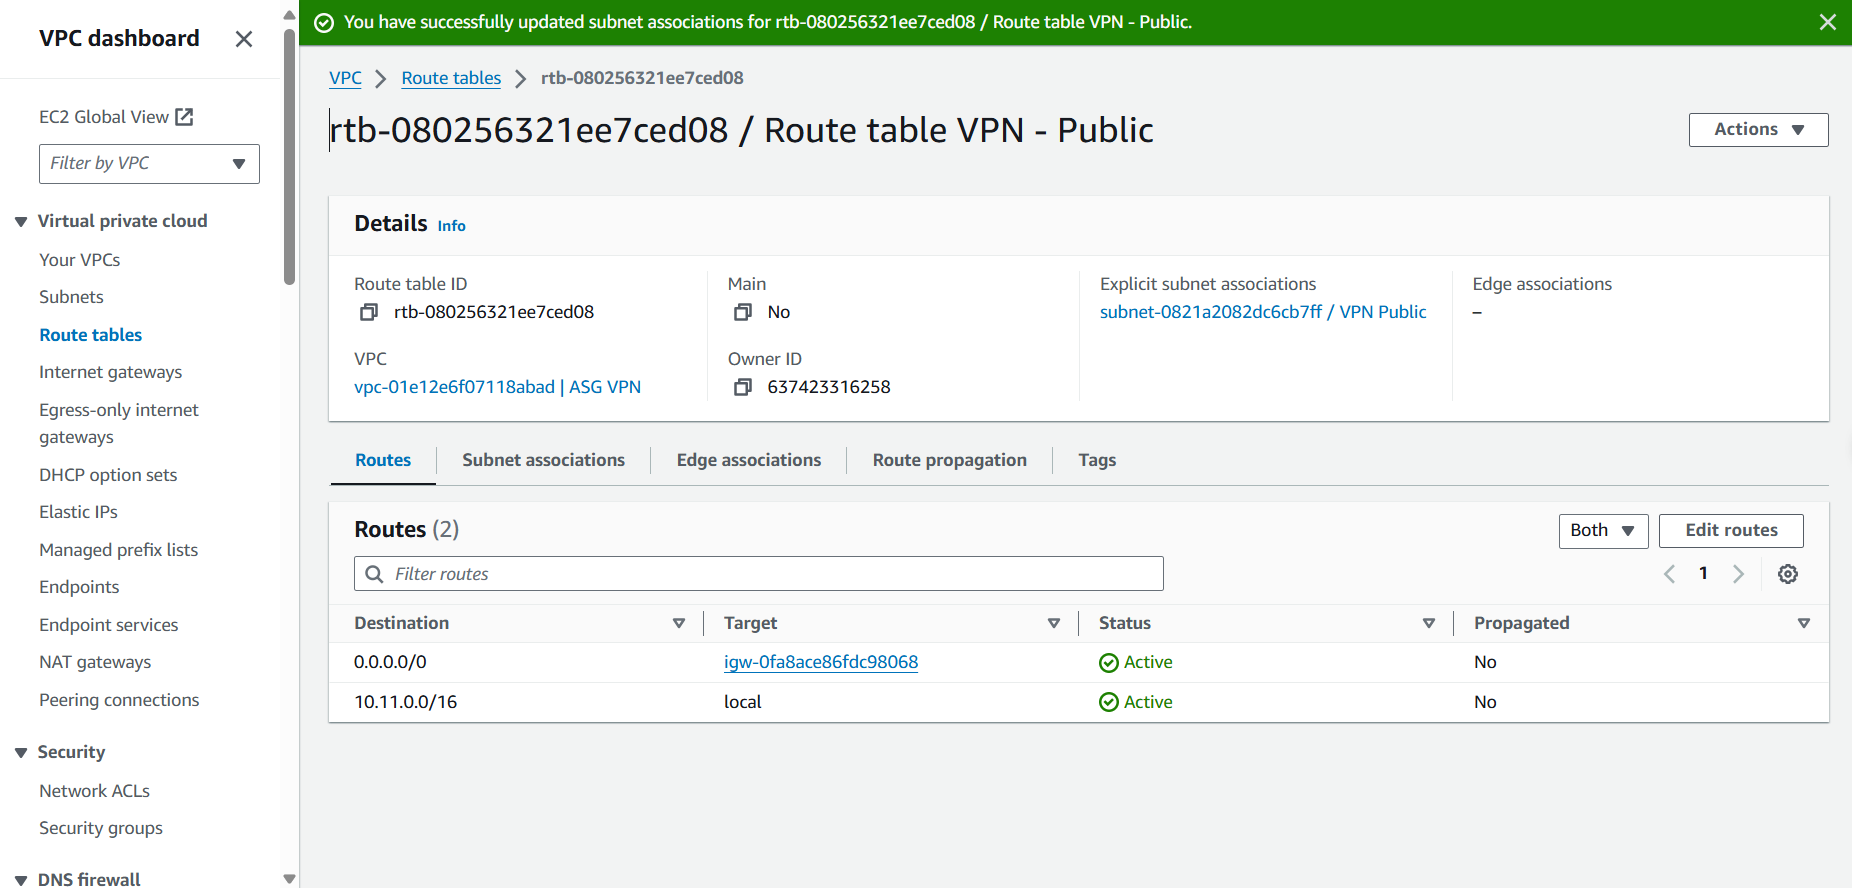 VPC dashboard
EC2 Global View
Filter by VPC
Virtual private cloud
Your VPCs
Subnets
Route tables
Internet gateways
Egress-only internet
gateways
DHCP option sets
Elastic IPs
Managed prefix lists
Endpoints
Endpoint services
NAT gateways
Peering connections
Security
Network ACLs
Security groups
DNS firewall
You have successfully updated subnet associations for rtb-080256321ee7ced08 / Route table VPN - Public.
VPC > Route tables > rtb-080256321ee7ced08
rtb-080256321ee7ced08 / Route table VPN - Public
Actions
Details Info
Route table ID
rtb-080256321ee7ced08
Main
No
Explicit subnet associations
subnet-0821a2082dc6cb7ff / VPN Public
Edge associations
–
VPC
vpc-01e12e6f07118abad | ASG VPN
Owner ID
637423316258
Routes Subnet associations Edge associations Route propagation Tags
Routes (2)
Both
Edit routes
Filter routes
1
Destination Target Status Propagated
0.0.0.0/0 igw-0fa8ace86fdc98068 Active No
10.11.0.0/16 local Active No